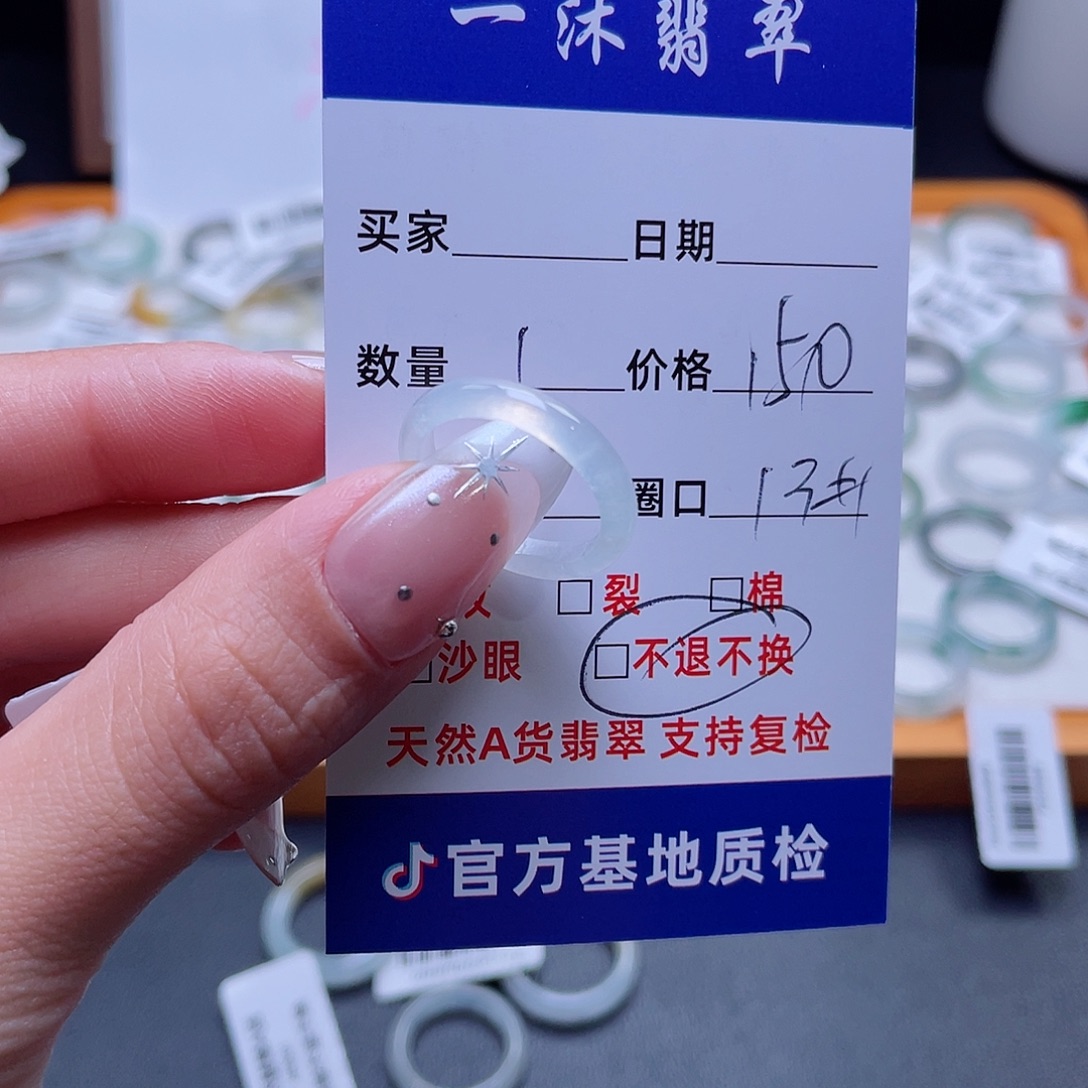 一沐翡翠
买家 日期
数量 1 价格 150
圈口 13#
裂 棉
沙眼 不退不换
天然A货翡翠 支持复检
官方基地质检